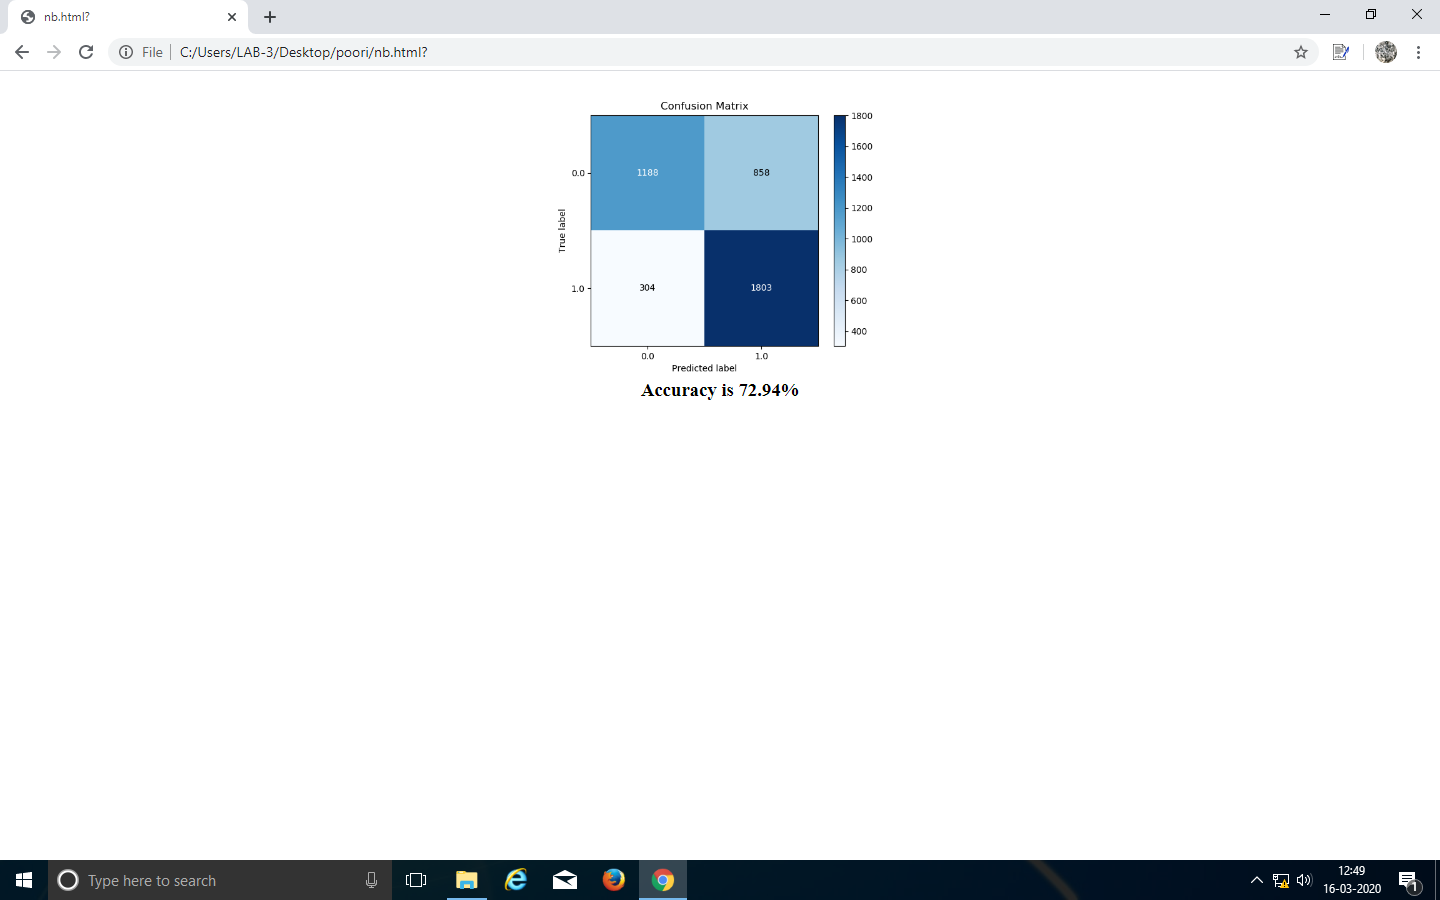 nb.html?
File
C:/Users/LAB-3/Desktop/poori/nb.html?
Confusion Matrix
1800
1600
1400
1200
1000
800
600
400
0.0
1188
858
True label
1.0
304
1803
0.0
1.0
Predicted label
Accuracy is 72.94%
Type here to search
12:49
16-03-2020
1